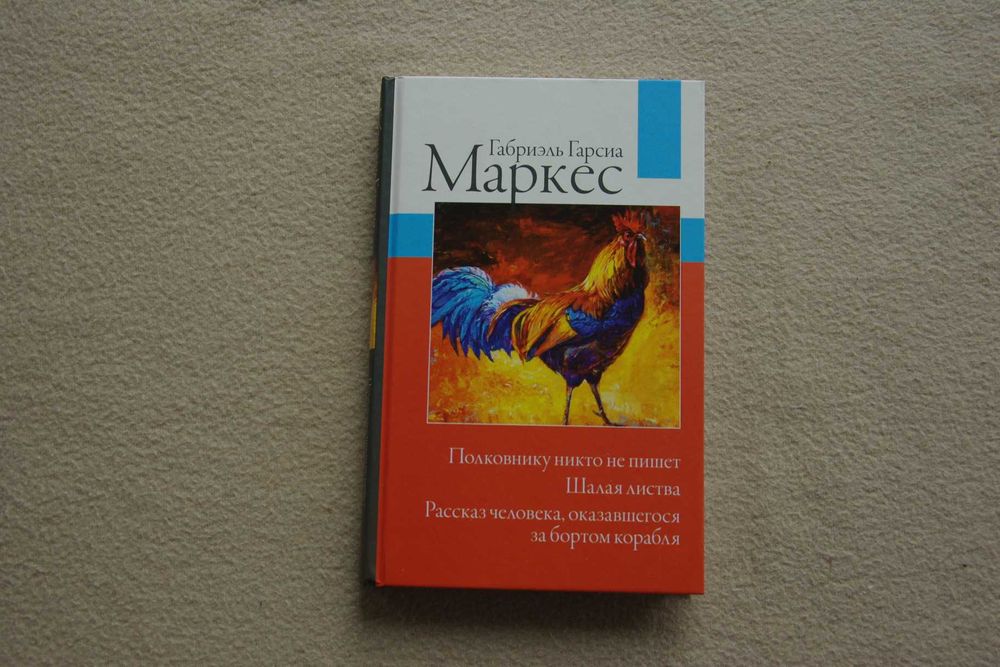 Габриэль Гарсиа
Маркес
Полковнику никто не пишет
Шалая листва
Рассказ человека, оказавшегося
за бортом корабля